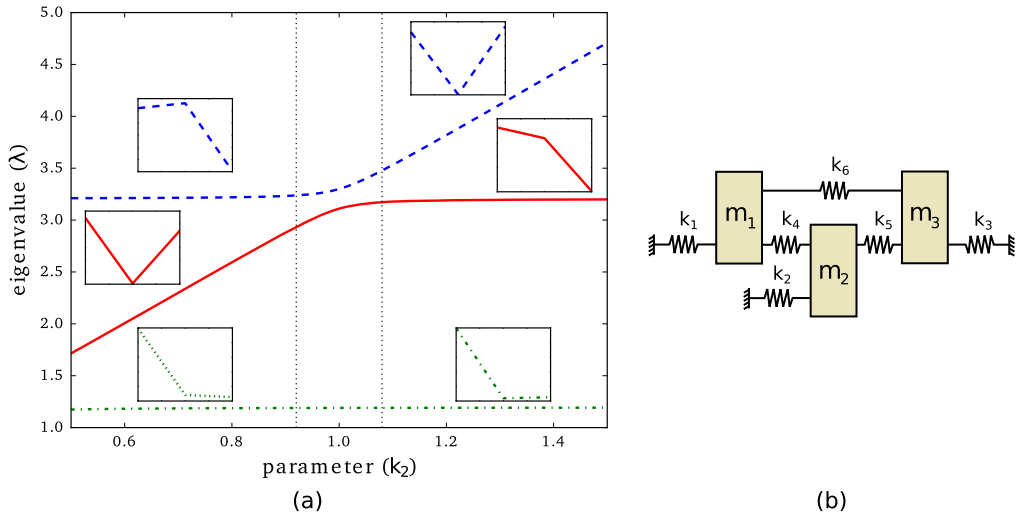 5.0
4.5
4.0
3.5
3.0
2.5
2.0
1.5
1.0
eigenvalue (λ)
0.6 0.8 1.0 1.2 1.4
parameter (k₂)
(a)
k₆
m₁ m₃
k₁ k₄ k₅ k₃
m₂
k₂
(b)